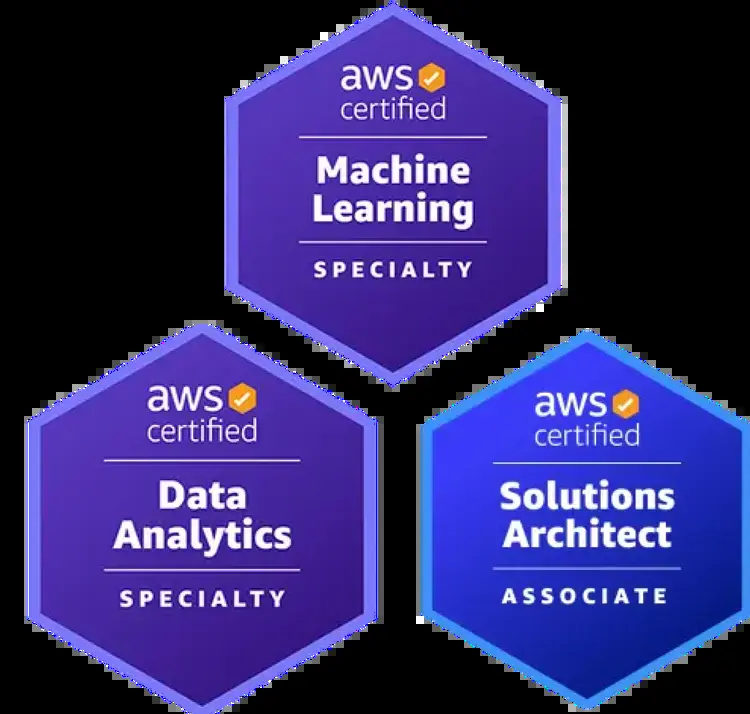 aws
certified
Machine
Learning
SPECIALTY
aws
certified
Data
Analytics
SPECIALTY
aws
certified
Solutions
Architect
ASSOCIATE